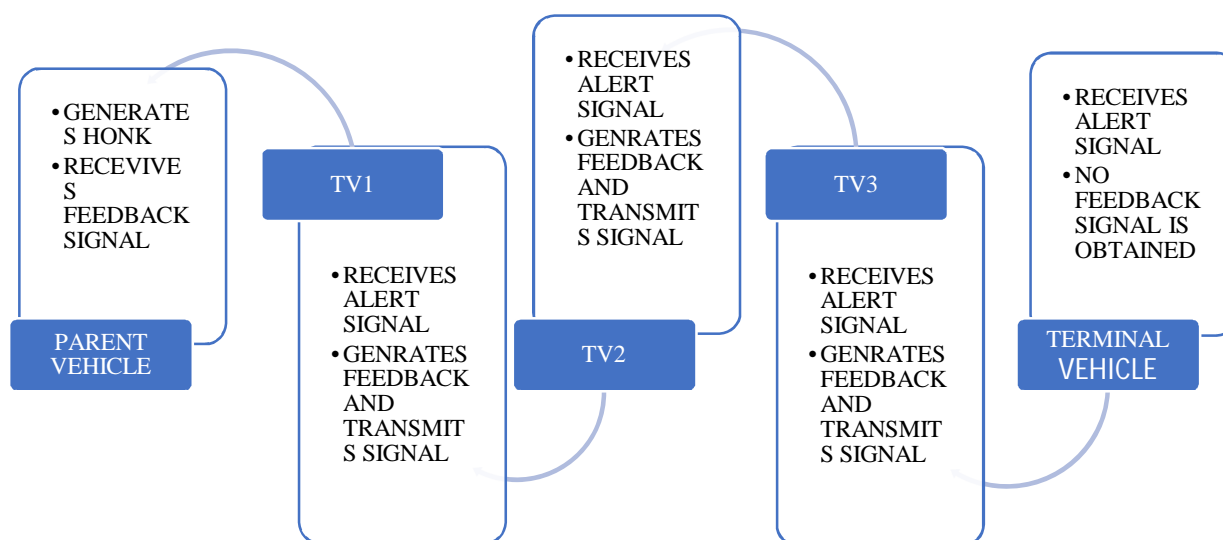 •GENERATE
S HONK
•RECEVIVE
S
FEEDBACK
SIGNAL
PARENT
VEHICLE
TV1
•RECEIVES
ALERT
SIGNAL
•GENRATES
FEEDBACK
AND
TRANSMIT
S SIGNAL
•RECEIVES
ALERT
SIGNAL
•GENRATES
FEEDBACK
AND
TRANSMIT
S SIGNAL
TV2
TV3
•RECEIVES
ALERT
SIGNAL
•GENRATES
FEEDBACK
AND
TRANSMIT
S SIGNAL
•RECEIVES
ALERT
SIGNAL
•NO
FEEDBACK
SIGNAL IS
OBTAINED
TERMINAL
VEHICLE